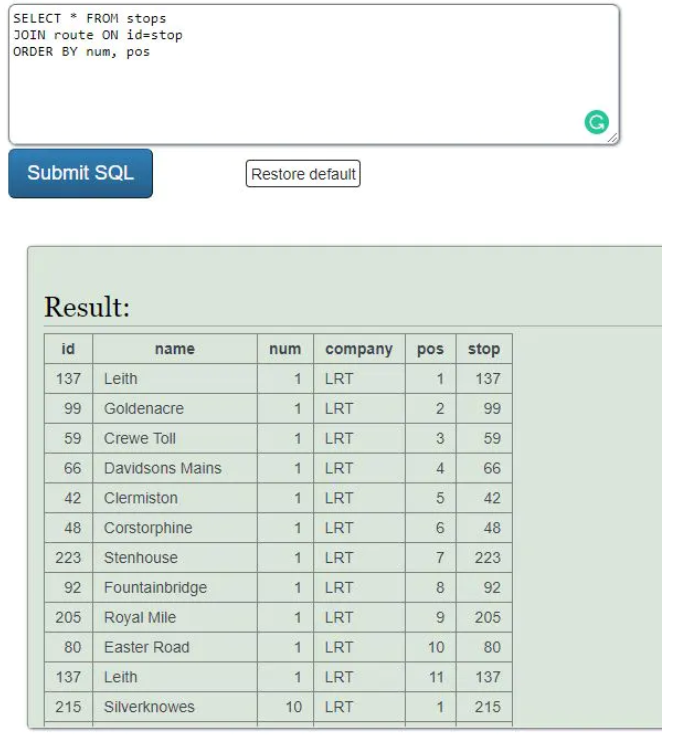 SELECT * FROM stops
JOIN route ON id=stop
ORDER BY num, pos
Submit SQL Restore default
Result:
id name num company pos stop
137 Leith 1 LRT 1 137
99 Goldenacre 1 LRT 2 99
59 Crewe Toll 1 LRT 3 59
66 Davidsons Mains 1 LRT 4 66
42 Clermiston 1 LRT 5 42
48 Corstorphine 1 LRT 6 48
223 Stenhouse 1 LRT 7 223
92 Fountainbridge 1 LRT 8 92
205 Royal Mile 1 LRT 9 205
80 Easter Road 1 LRT 10 80
137 Leith 1 LRT 11 137
215 Silverknowes 10 LRT 1 215